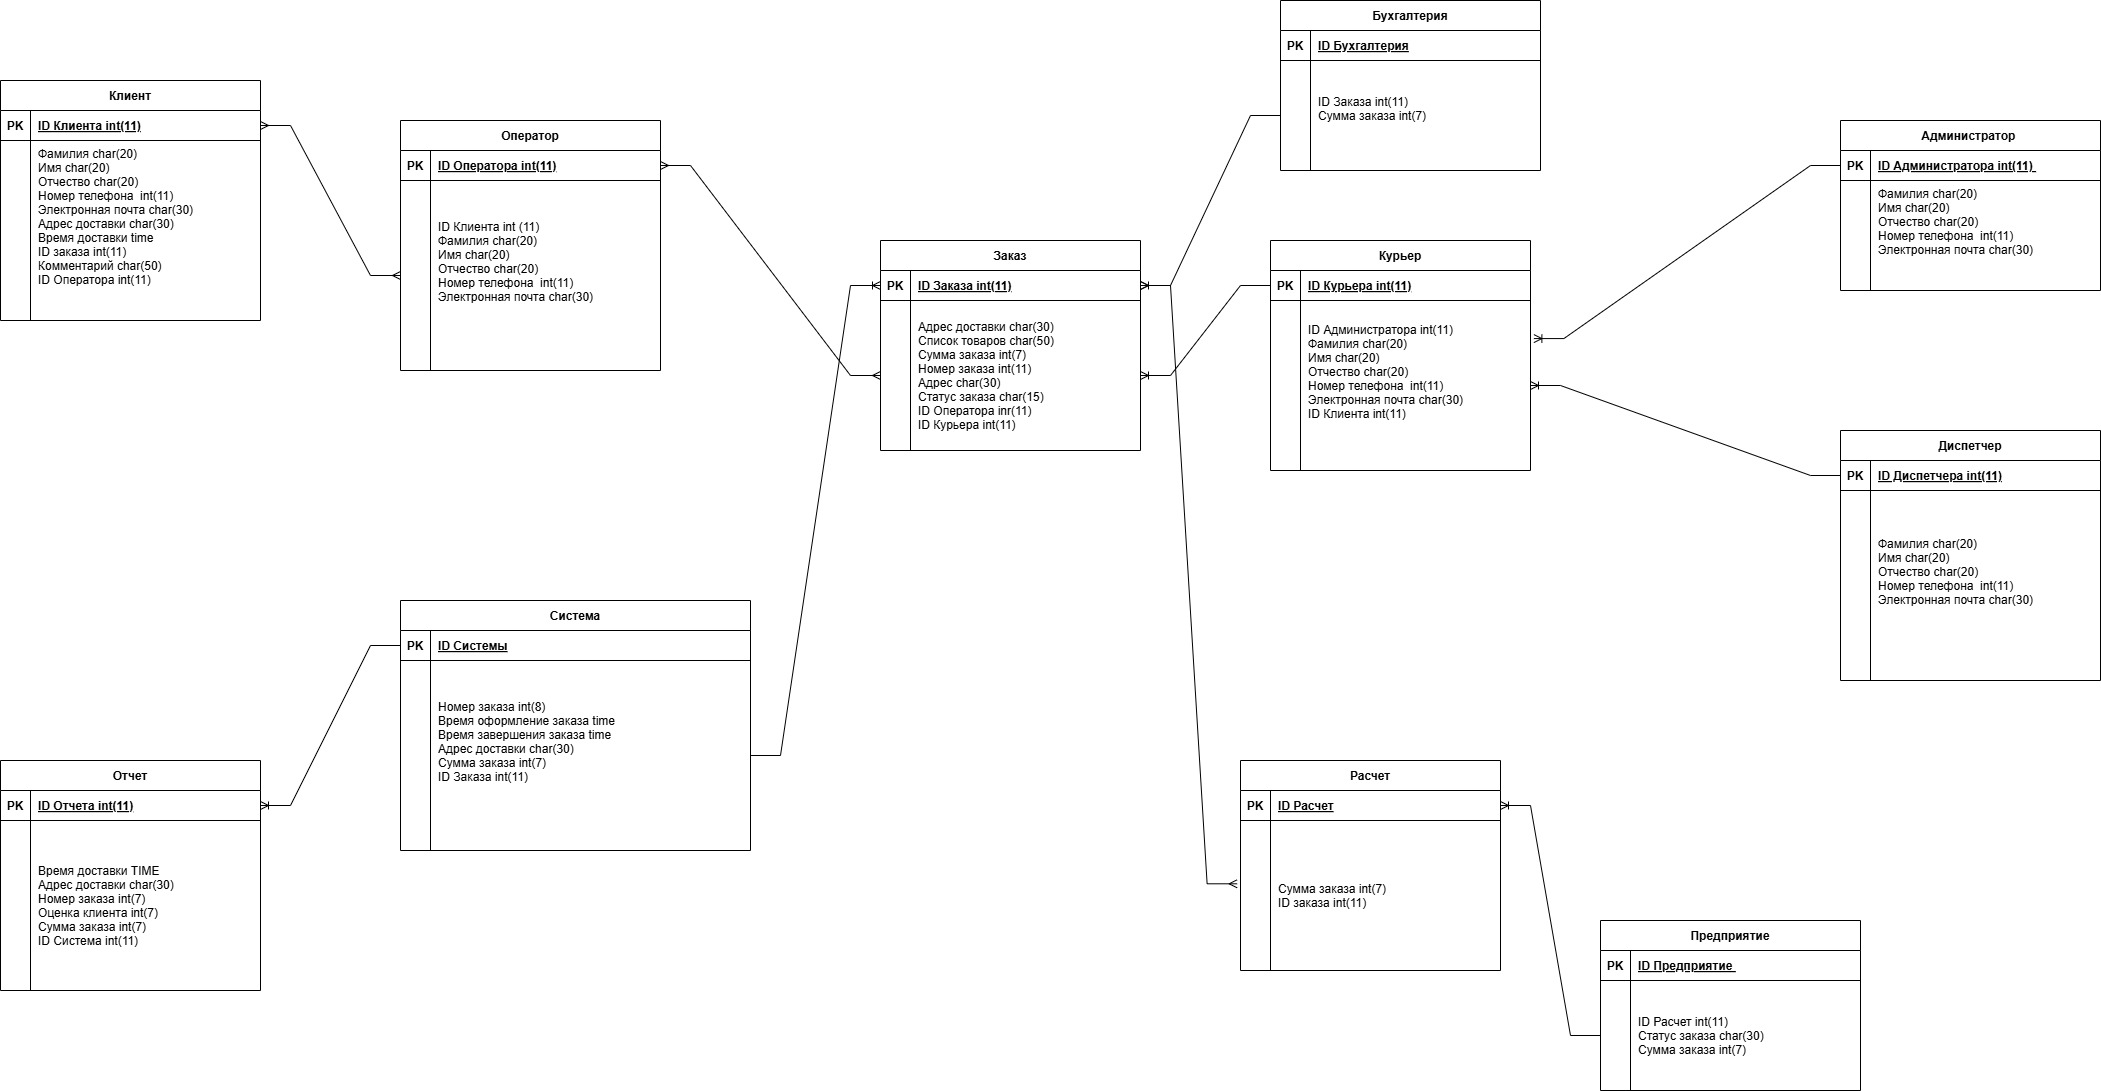 Бухгалтерия
PK
ID Бухгалтерия
ID Заказа int(11)
Сумма заказа int(7)
Клиент
PK
ID Клиента int(11)
Фамилия char(20)
Имя char(20)
Отчество char(20)
Номер телефона  int(11)
Электронная почта char(30)
Адрес доставки char(30)
Время доставки time
ID заказа int(11)
Комментарий char(50)
ID Оператора int(11)
Оператор
PK
ID Оператора int(11)
ID Клиента int (11)
Фамилия char(20)
Имя char(20)
Отчество char(20)
Номер телефона  int(11)
Электронная почта char(30)
Администратор
PK
ID Администратора int(11)
Фамилия char(20)
Имя char(20)
Отчество char(20)
Номер телефона  int(11)
Электронная почта char(30)
Заказ
PK
ID Заказа int(11)
Адрес доставки char(30)
Список товаров char(50)
Сумма заказа int(7)
Номер заказа int(11)
Адрес char(30)
Статус заказа char(15)
ID Оператора inr(11)
ID Курьера int(11)
Курьер
PK
ID Курьера int(11)
ID Администратора int(11)
Фамилия char(20)
Имя char(20)
Отчество char(20)
Номер телефона  int(11)
Электронная почта char(30)
ID Клиента int(11)
Диспетчер
PK
ID Диспетчера int(11)
Фамилия char(20)
Имя char(20)
Отчество char(20)
Номер телефона  int(11)
Электронная почта char(30)
Система
PK
ID Системы
Номер заказа int(8)
Время оформление заказа time
Время завершения заказа time
Адрес доставки char(30)
Сумма заказа int(7)
ID Заказа int(11)
Отчет
PK
ID Отчета int(11)
Время доставки TIME
Адрес доставки char(30)
Номер заказа int(7)
Оценка клиента int(7)
Сумма заказа int(7)
ID Система int(11)
Расчет
PK
ID Расчет
Сумма заказа int(7)
ID заказа int(11)
Предприятие
PK
ID Предприятие
ID Расчет int(11)
Статус заказа char(30)
Сумма заказа int(7)